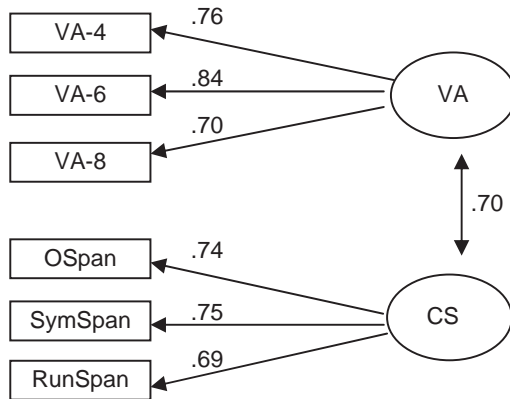 .76
VA-4
.84
VA-6
VA
.70
VA-8
.70
OSpan
.74
SymSpan
.75
CS
.69
RunSpan